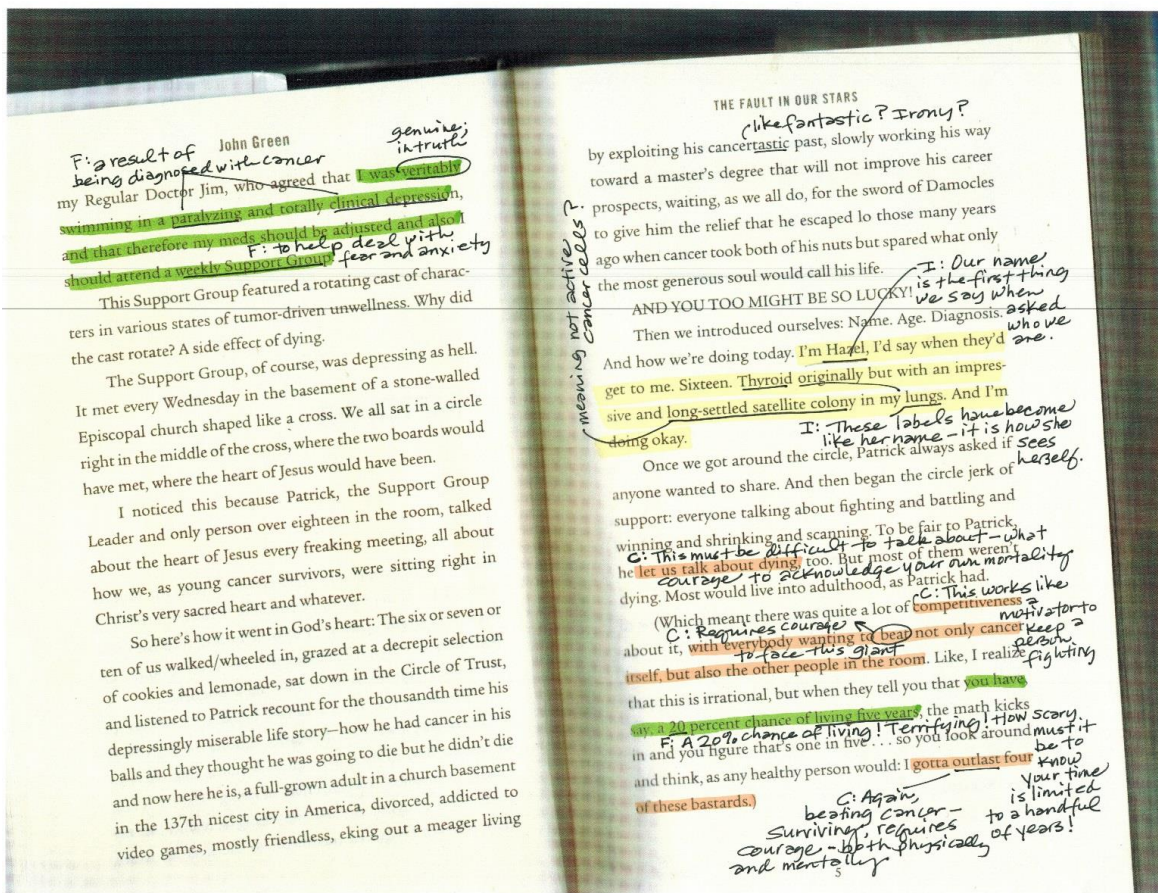 John Green
F: a result of
being diagnosed with cancer
genuine;
in truth
my Regular Doctor Jim, who agreed that I was veritably
swimming in a paralyzing and totally clinical depression,
and that therefore my meds should be adjusted and also I
should attend a weekly Support Group.
F: to help deal with
fear and anxiety
This Support Group featured a rotating cast of charac-
ters in various states of tumor-driven unwellness. Why did
the cast rotate? A side effect of dying.
The Support Group, of course, was depressing as hell.
It met every Wednesday in the basement of a stone-walled
Episcopal church shaped like a cross. We all sat in a circle
right in the middle of the cross, where the two boards would
have met, where the heart of Jesus would have been.
I noticed this because Patrick, the Support Group
Leader and only person over eighteen in the room, talked
about the heart of Jesus every freaking meeting, all about
how we, as young cancer survivors, were sitting right in
Christ's very sacred heart and whatever.
So here's how it went in God's heart: The six or seven or
ten of us walked/wheeled in, grazed at a decrepit selection
of cookies and lemonade, sat down in the Circle of Trust,
and listened to Patrick recount for the thousandth time his
depressingly miserable life story—how he had cancer in his
balls and they thought he was going to die but he didn't die
and now here he is, a full-grown adult in a church basement
in the 137th nicest city in America, divorced, addicted to
video games, mostly friendless, eking out a meager living
THE FAULT IN OUR STARS
like fantastic? Irony?
by exploiting his cancertastic past, slowly working his way
toward a master's degree that will not improve his career
prospects, waiting, as we all do, for the sword of Damocles
to give him the relief that he escaped lo those many years
ago when cancer took both of his nuts but spared what only
the most generous soul would call his life.
AND YOU TOO MIGHT BE SO LUCKY!
I: Our name
is the first thing
we say when
asked
who we
are.
Then we introduced ourselves: Name. Age. Diagnosis.
And how we're doing today. I'm Hazel, I'd say when they'd
get to me. Sixteen. Thyroid originally but with an impres-
sive and long-settled satellite colony in my lungs. And I'm
doing okay.
meaning not active
cancer cells?
I: These labels have become
like her name – it is how she
sees
herself.
Once we got around the circle, Patrick always asked if
anyone wanted to share. And then began the circle jerk of
support: everyone talking about fighting and battling and
winning and shrinking and scanning. To be fair to Patrick,
C: This must be difficult to talk about – what
he let us talk about dying, too. But most of them weren't
courage to acknowledge your own mortality
dying. Most would live into adulthood, as Patrick had.
C: This works like
a
motivator to
keep a
person
fighting
(Which meant there was quite a lot of competitiveness
C: Requires courage
about it, with everybody wanting to beat not only cancer
to face this giant
itself, but also the other people in the room. Like, I realize
that this is irrational, but when they tell you that you have,
say, a 20 percent chance of living five years, the math kicks
F: A 20% chance of living! Terrifying! How scary
must it
be to
know
your time
is limited
to a handful
of years!
in and you figure that's one in five . . . so you look around
and think, as any healthy person would: I gotta outlast four
of these bastards.)
C: Again,
beating cancer –
surviving, requires
courage – both physically
and mentally
5